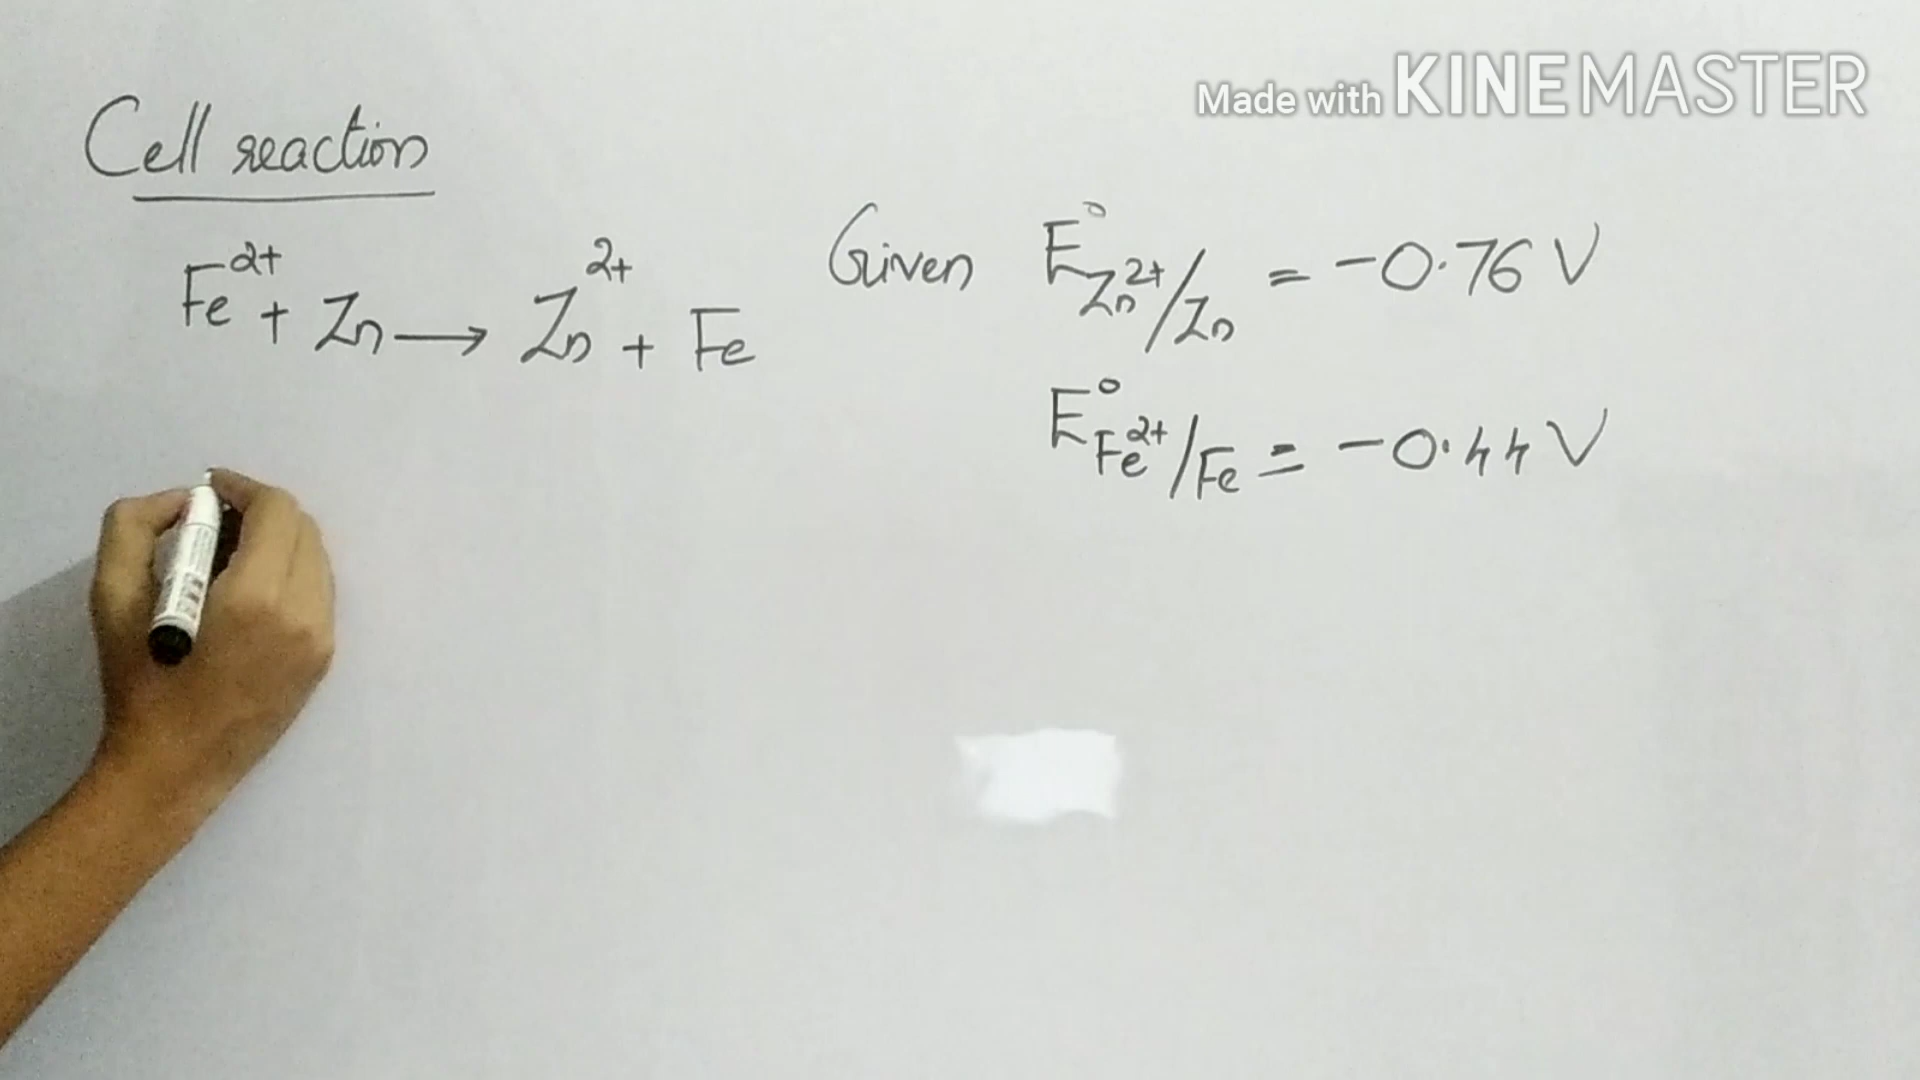 Made with KINEMASTER
Cell reaction
Fe²⁺ + Zn → Zn²⁺ + Fe
Given E°Zn²⁺/Zn = -0.76 V
E°Fe²⁺/Fe = -0.44 V